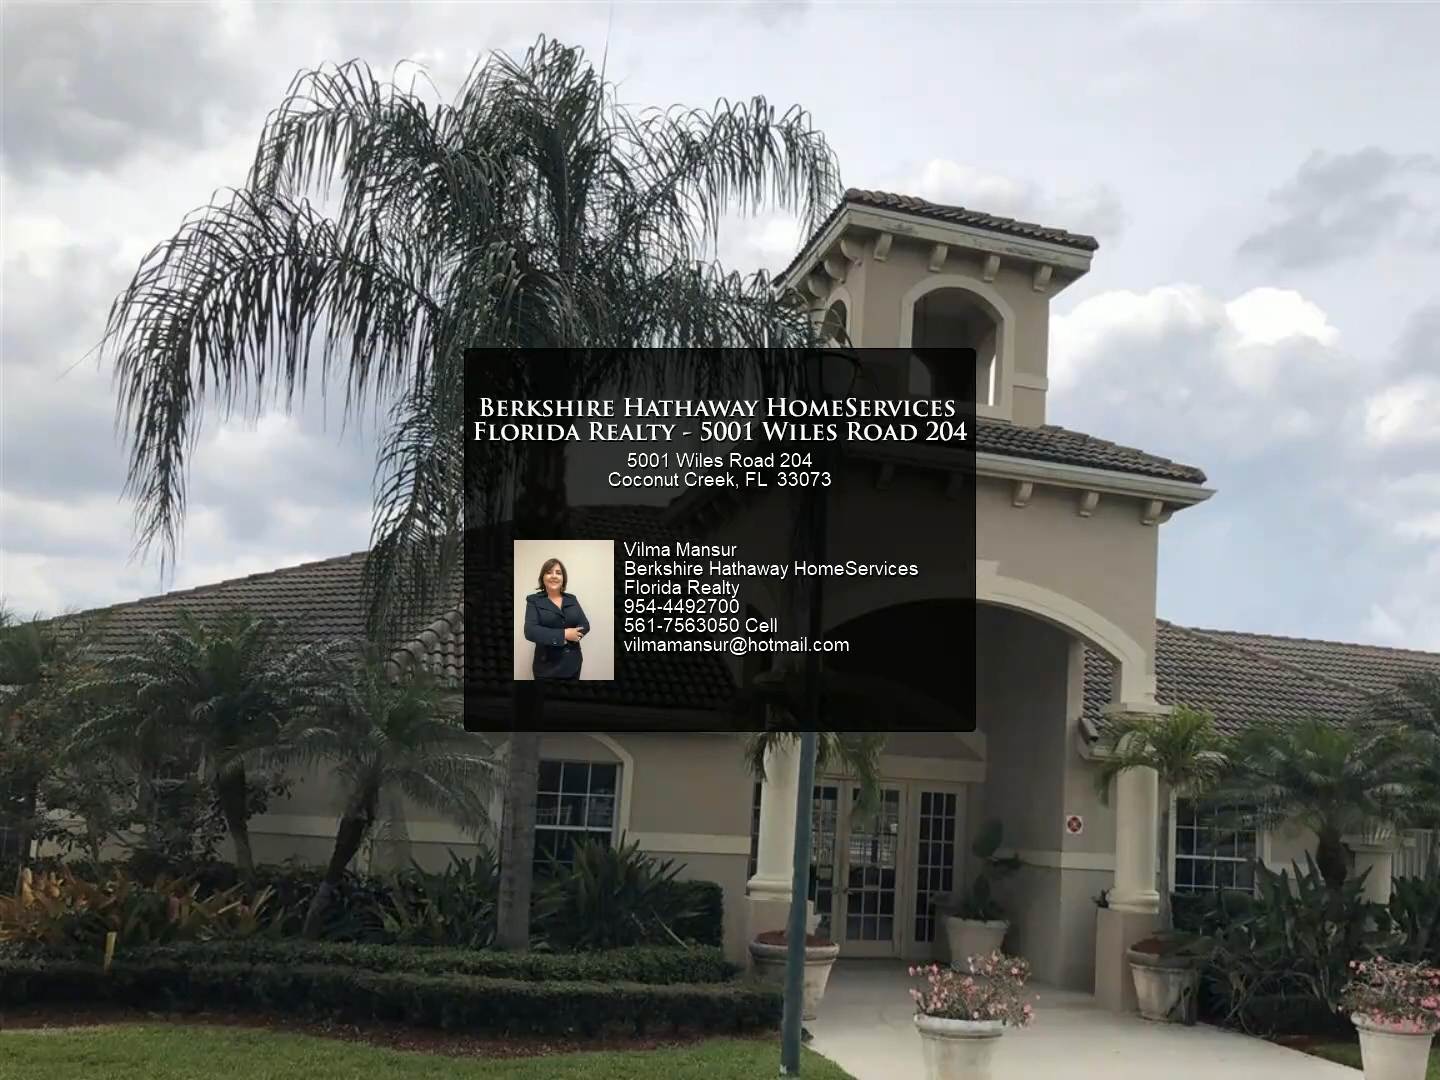 Berkshire Hathaway HomeServices
Florida Realty - 5001 Wiles Road 204
5001 Wiles Road 204
Coconut Creek, FL  33073
Vilma Mansur
Berkshire Hathaway HomeServices
Florida Realty
954-4492700
561-7563050 Cell
vilmamansur@hotmail.com